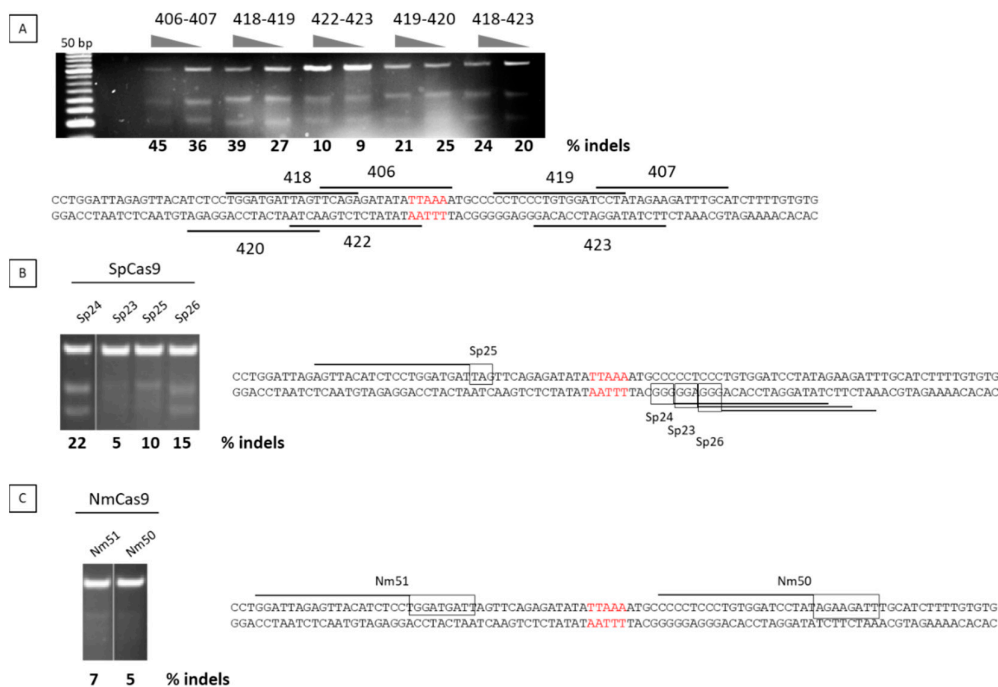 A
406-407 418-419 422-423 419-420 418-423
50 bp
45 36 39 27 10 9 21 25 24 20 % indels
418 406 419 407
CCTGGATTAGAGTTACATCTCCTGGATGATTAGTTCAGAGATATATTAAAATGCCCCCTCCCTGTGGATCCTATAGAAGATTTGCATCTTTTGTGTG
GGACCTAATCTCAATGTAGAGGACCTACTAATCAAGTCTCTATATAATTTTACGGGGGAGGGACACCTAGGATATCTTCTAAACGTAGAAAACACAC
420 422 423
B
SpCas9
Sp24 Sp23 Sp25 Sp26
22 5 10 15 % indels
Sp25
CCTGGATTAGAGTTACATCTCCTGGATGATTAGTTCAGAGATATATTAAAATGCCCCCTCCCTGTGGATCCTATAGAAGATTTGCATCTTTTGTGTG
GGACCTAATCTCAATGTAGAGGACCTACTAATCAAGTCTCTATATAATTTTACGGGGGAGGGACACCTAGGATATCTTCTAAACGTAGAAAACACAC
Sp24
Sp23
Sp26
C
NmCas9
Nm51 Nm50
7 5 % indels
Nm51 Nm50
CCTGGATTAGAGTTACATCTCCTGGATGATTAGTTCAGAGATATATTAAAATGCCCCCTCCCTGTGGATCCTATAGAAGATTTGCATCTTTTGTGTG
GGACCTAATCTCAATGTAGAGGACCTACTAATCAAGTCTCTATATAATTTTACGGGGGAGGGACACCTAGGATATCTTCTAAACGTAGAAAACACAC